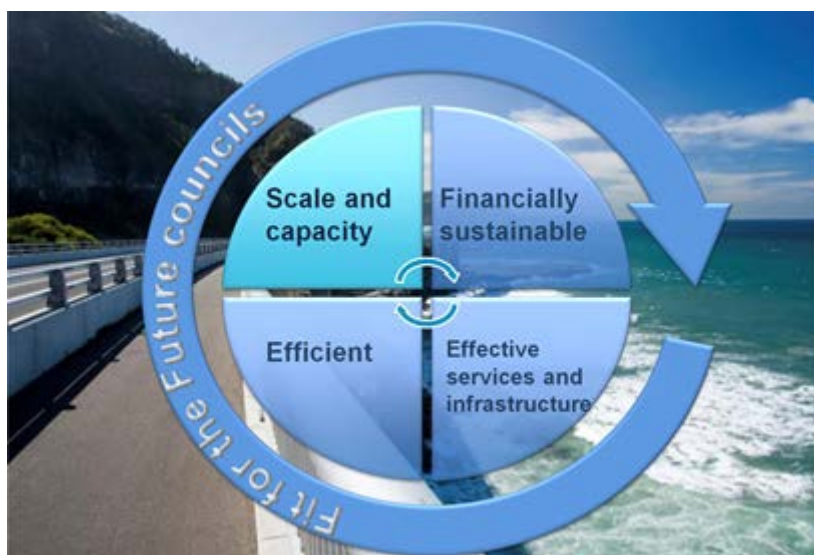 Fit for the Future councils
Scale and
capacity
Financially
sustainable
Efficient
Effective
services and
infrastructure